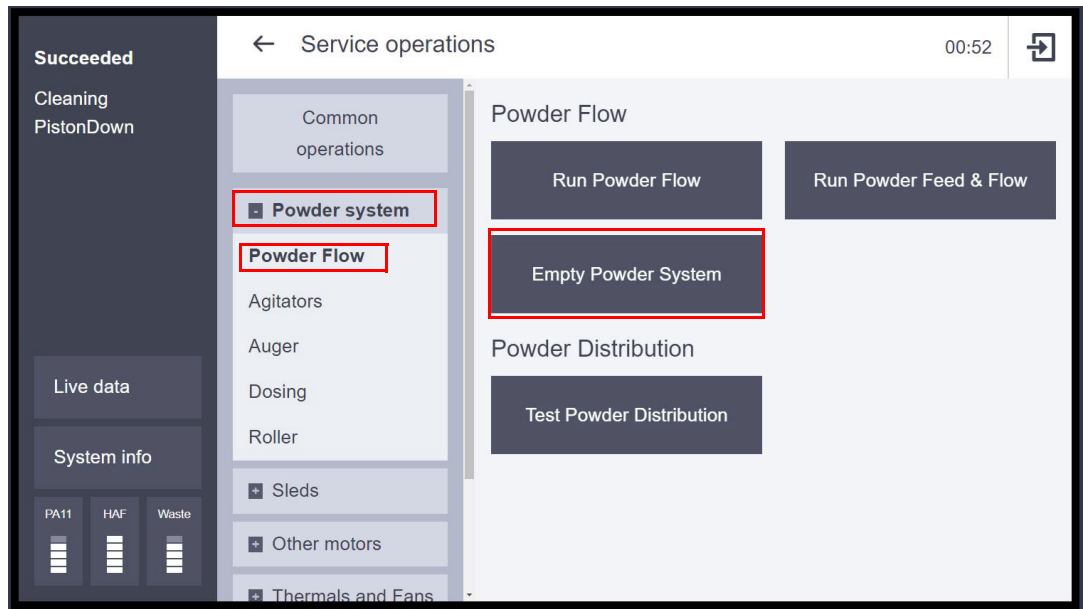 Succeeded
Cleaning
PistonDown
Live data
System info
PA11 HAF Waste
Service operations
00:52
Common
operations
- Powder system
Powder Flow
Agitators
Auger
Dosing
Roller
+ Sleds
+ Other motors
+ Thermals and Fans
Powder Flow
Run Powder Flow
Run Powder Feed & Flow
Empty Powder System
Powder Distribution
Test Powder Distribution